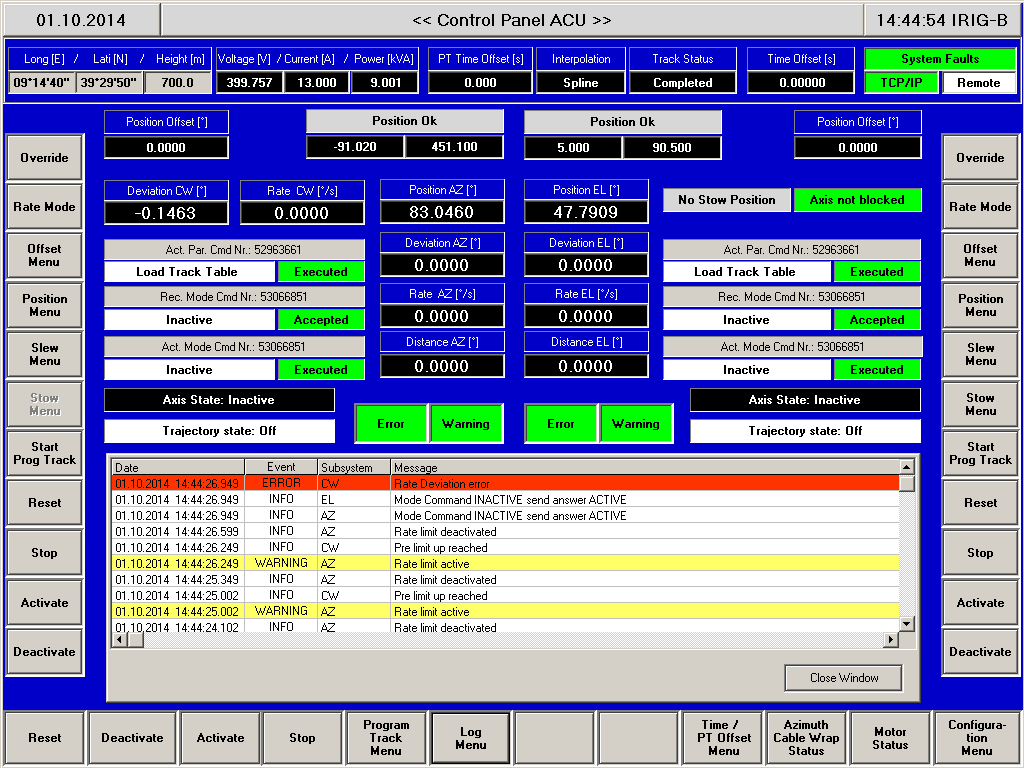 01.10.2014 << Control Panel ACU >> 14:44:54 IRIG-B
Long [E] / Lati [N] / Height [m] Voltage [V] / Current [A] / Power [kVA] PT Time Offset [s] Interpolation Track Status Time Offset [s] System Faults
09°14'40" 39°29'50" 700.0 399.757 13.000 9.001 0.000 Spline Completed 0.00000 TCP/IP Remote
Position Offset [°] Position Ok Position Ok Position Offset [°]
0.0000 -91.020 451.100 5.000 90.500 0.0000
Override Override
Deviation CW [°] Rate CW [°/s] Position AZ [°] Position EL [°]
-0.1463 0.0000 83.0460 47.7909
No Stow Position Axis not blocked
Rate Mode Rate Mode
Deviation AZ [°] Deviation EL [°]
0.0000 0.0000
Act. Par. Cmd Nr.: 52963661 Act. Par. Cmd Nr.: 52963661
Offset Offset
Menu Menu
Load Track Table Executed Load Track Table Executed
Rate AZ [°/s] Rate EL [°/s]
0.0000 0.0000
Rec. Mode Cmd Nr.: 53066851 Rec. Mode Cmd Nr.: 53066851
Position Position
Menu Menu
Inactive Accepted Inactive Accepted
Distance AZ [°] Distance EL [°]
0.0000 0.0000
Act. Mode Cmd Nr.: 53066851 Act. Mode Cmd Nr.: 53066851
Slew Slew
Menu Menu
Inactive Executed Inactive Executed
Stow Stow
Menu Menu
Axis State: Inactive Axis State: Inactive
Error Warning Error Warning
Trajectory state: Off Trajectory state: Off
Start Start
Prog Track Prog Track
Date Event Subsystem Message
01.10.2014 14:44:26.949 ERROR CW Rate Deviation error
01.10.2014 14:44:26.949 INFO EL Mode Command INACTIVE send answer ACTIVE
01.10.2014 14:44:26.949 INFO AZ Mode Command INACTIVE send answer ACTIVE
01.10.2014 14:44:26.599 INFO AZ Rate limit deactivated
01.10.2014 14:44:26.249 INFO CW Pre limit up reached
01.10.2014 14:44:26.249 WARNING AZ Rate limit active
01.10.2014 14:44:25.349 INFO AZ Rate limit deactivated
01.10.2014 14:44:25.002 INFO CW Pre limit up reached
01.10.2014 14:44:25.002 WARNING AZ Rate limit active
01.10.2014 14:44:24.102 INFO AZ Rate limit deactivated
Reset Reset
Stop Stop
Activate Activate
Deactivate Deactivate
Close Window
Reset Deactivate Activate Stop
Program
Track
Menu
Log
Menu
Time /
PT Offset
Menu
Azimuth
Cable Wrap
Status
Motor
Status
Configura-
tion
Menu